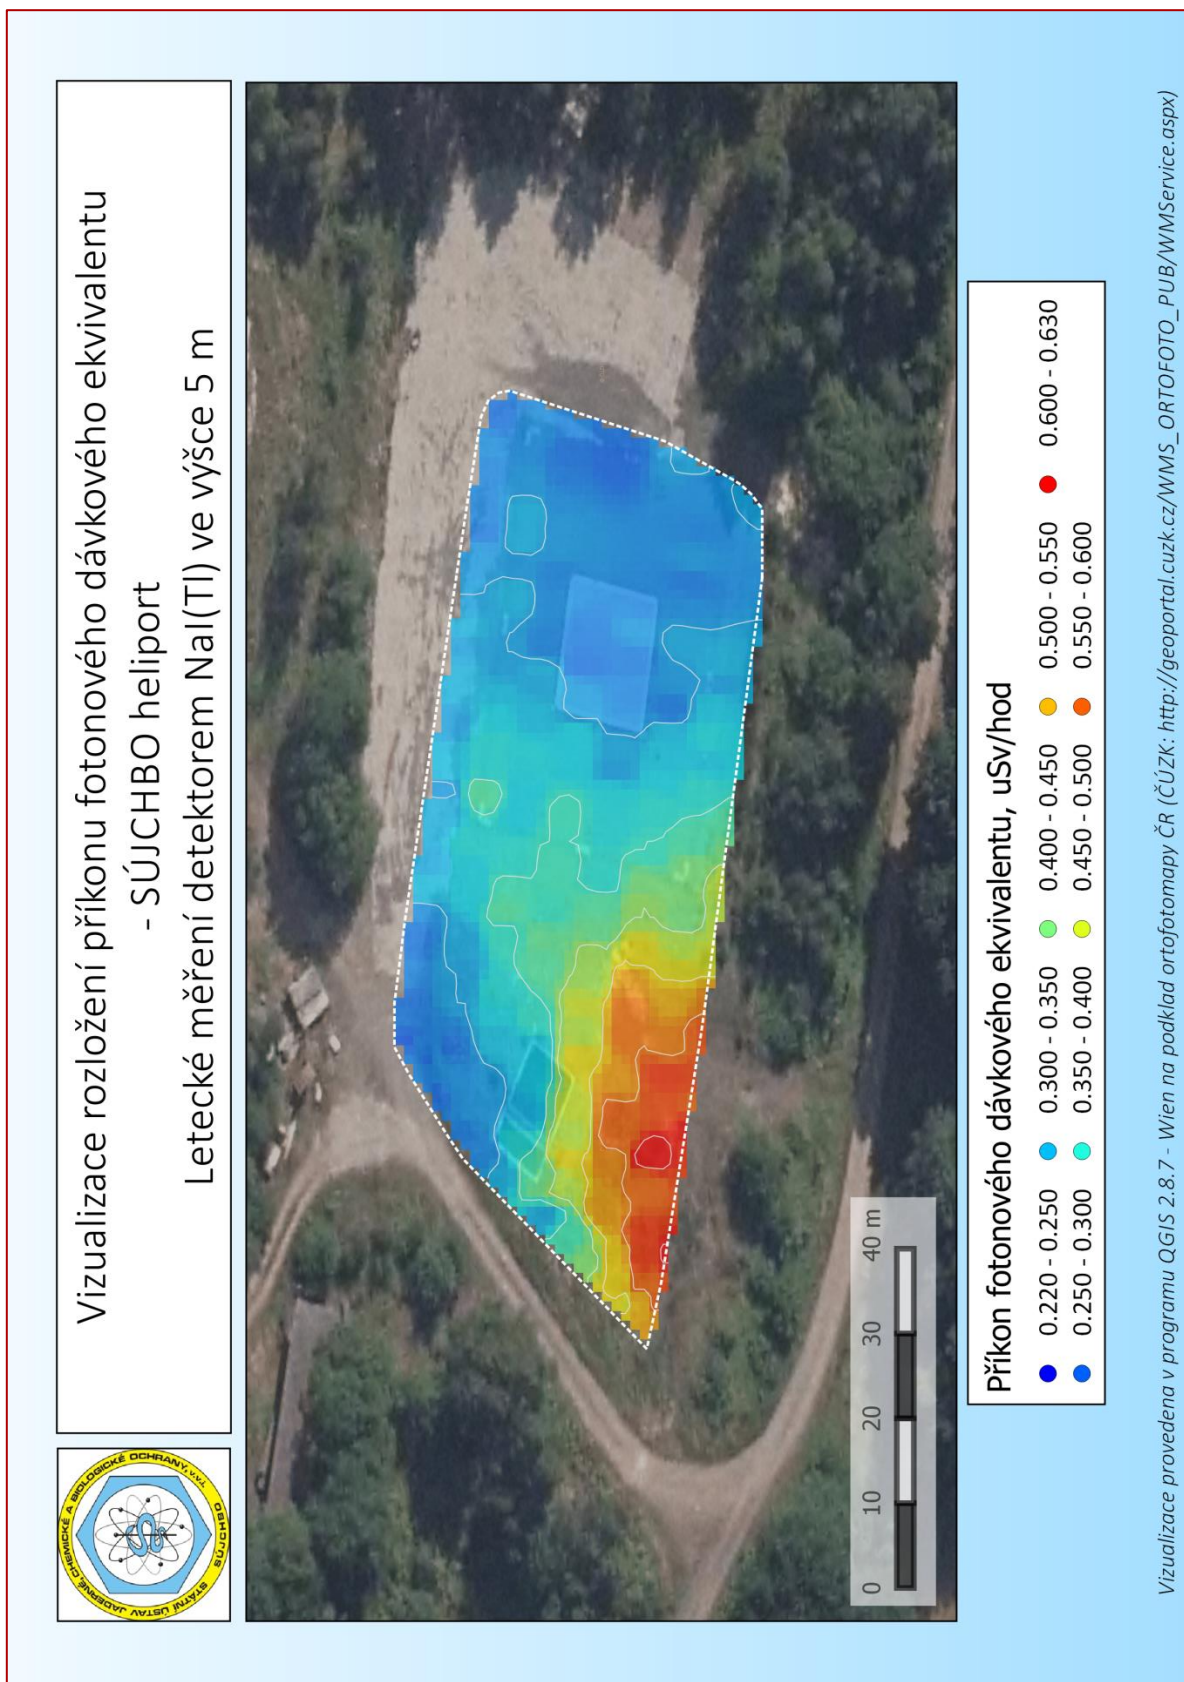 STÁTNÍ ÚSTAV JADERNÉ, CHEMICKÉ A BIOLOGICKÉ OCHRANY, v.v.i.
SÚJCHBO
Vizualizace rozložení příkonu fotonového dávkového ekvivalentu
- SÚJCHBO heliport
Letecké měření detektorem NaI(Tl) ve výšce 5 m
0 10 20 30 40 m
Příkon fotonového dávkového ekvivalentu, uSv/hod
0.220 - 0.250 0.300 - 0.350 0.400 - 0.450 0.500 - 0.550 0.600 - 0.630
0.250 - 0.300 0.350 - 0.400 0.450 - 0.500 0.550 - 0.600
Vizualizace provedena v programu QGIS 2.8.7 - Wien na podklad ortofotomapy ČR (ČÚZK: http://geoportal.cuzk.cz/WMS_ORTOFOTO_PUB/WMService.aspx)